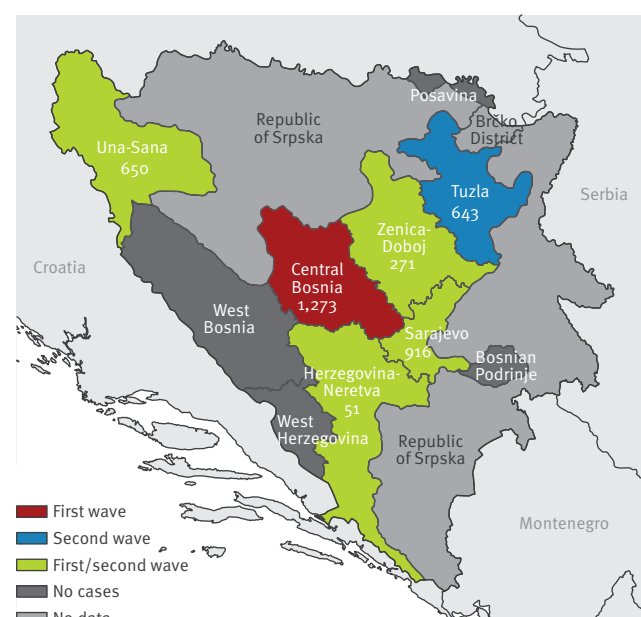 Posavina
Republic
of Srpska
Brčko
District
Una-Sana
650
Tuzla
643
Serbia
Zenica-
Doboj
271
Croatia
Central
Bosnia
1,273
West
Bosnia
Sarajevo
916
Bosnian
Podrinje
Herzegovina-
Neretva
51
West
Herzegovina
Republic
of Srpska
Montenegro
First wave
Second wave
First/second wave
No cases
No data